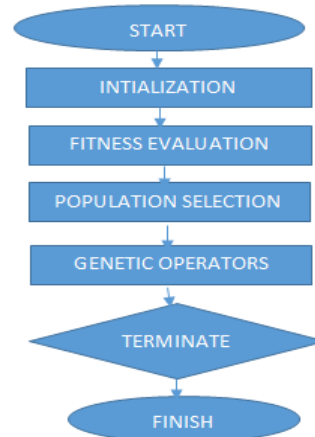 START
INTIALIZATION
FITNESS EVALUATION
POPULATION SELECTION
GENETIC OPERATORS
TERMINATE
FINISH